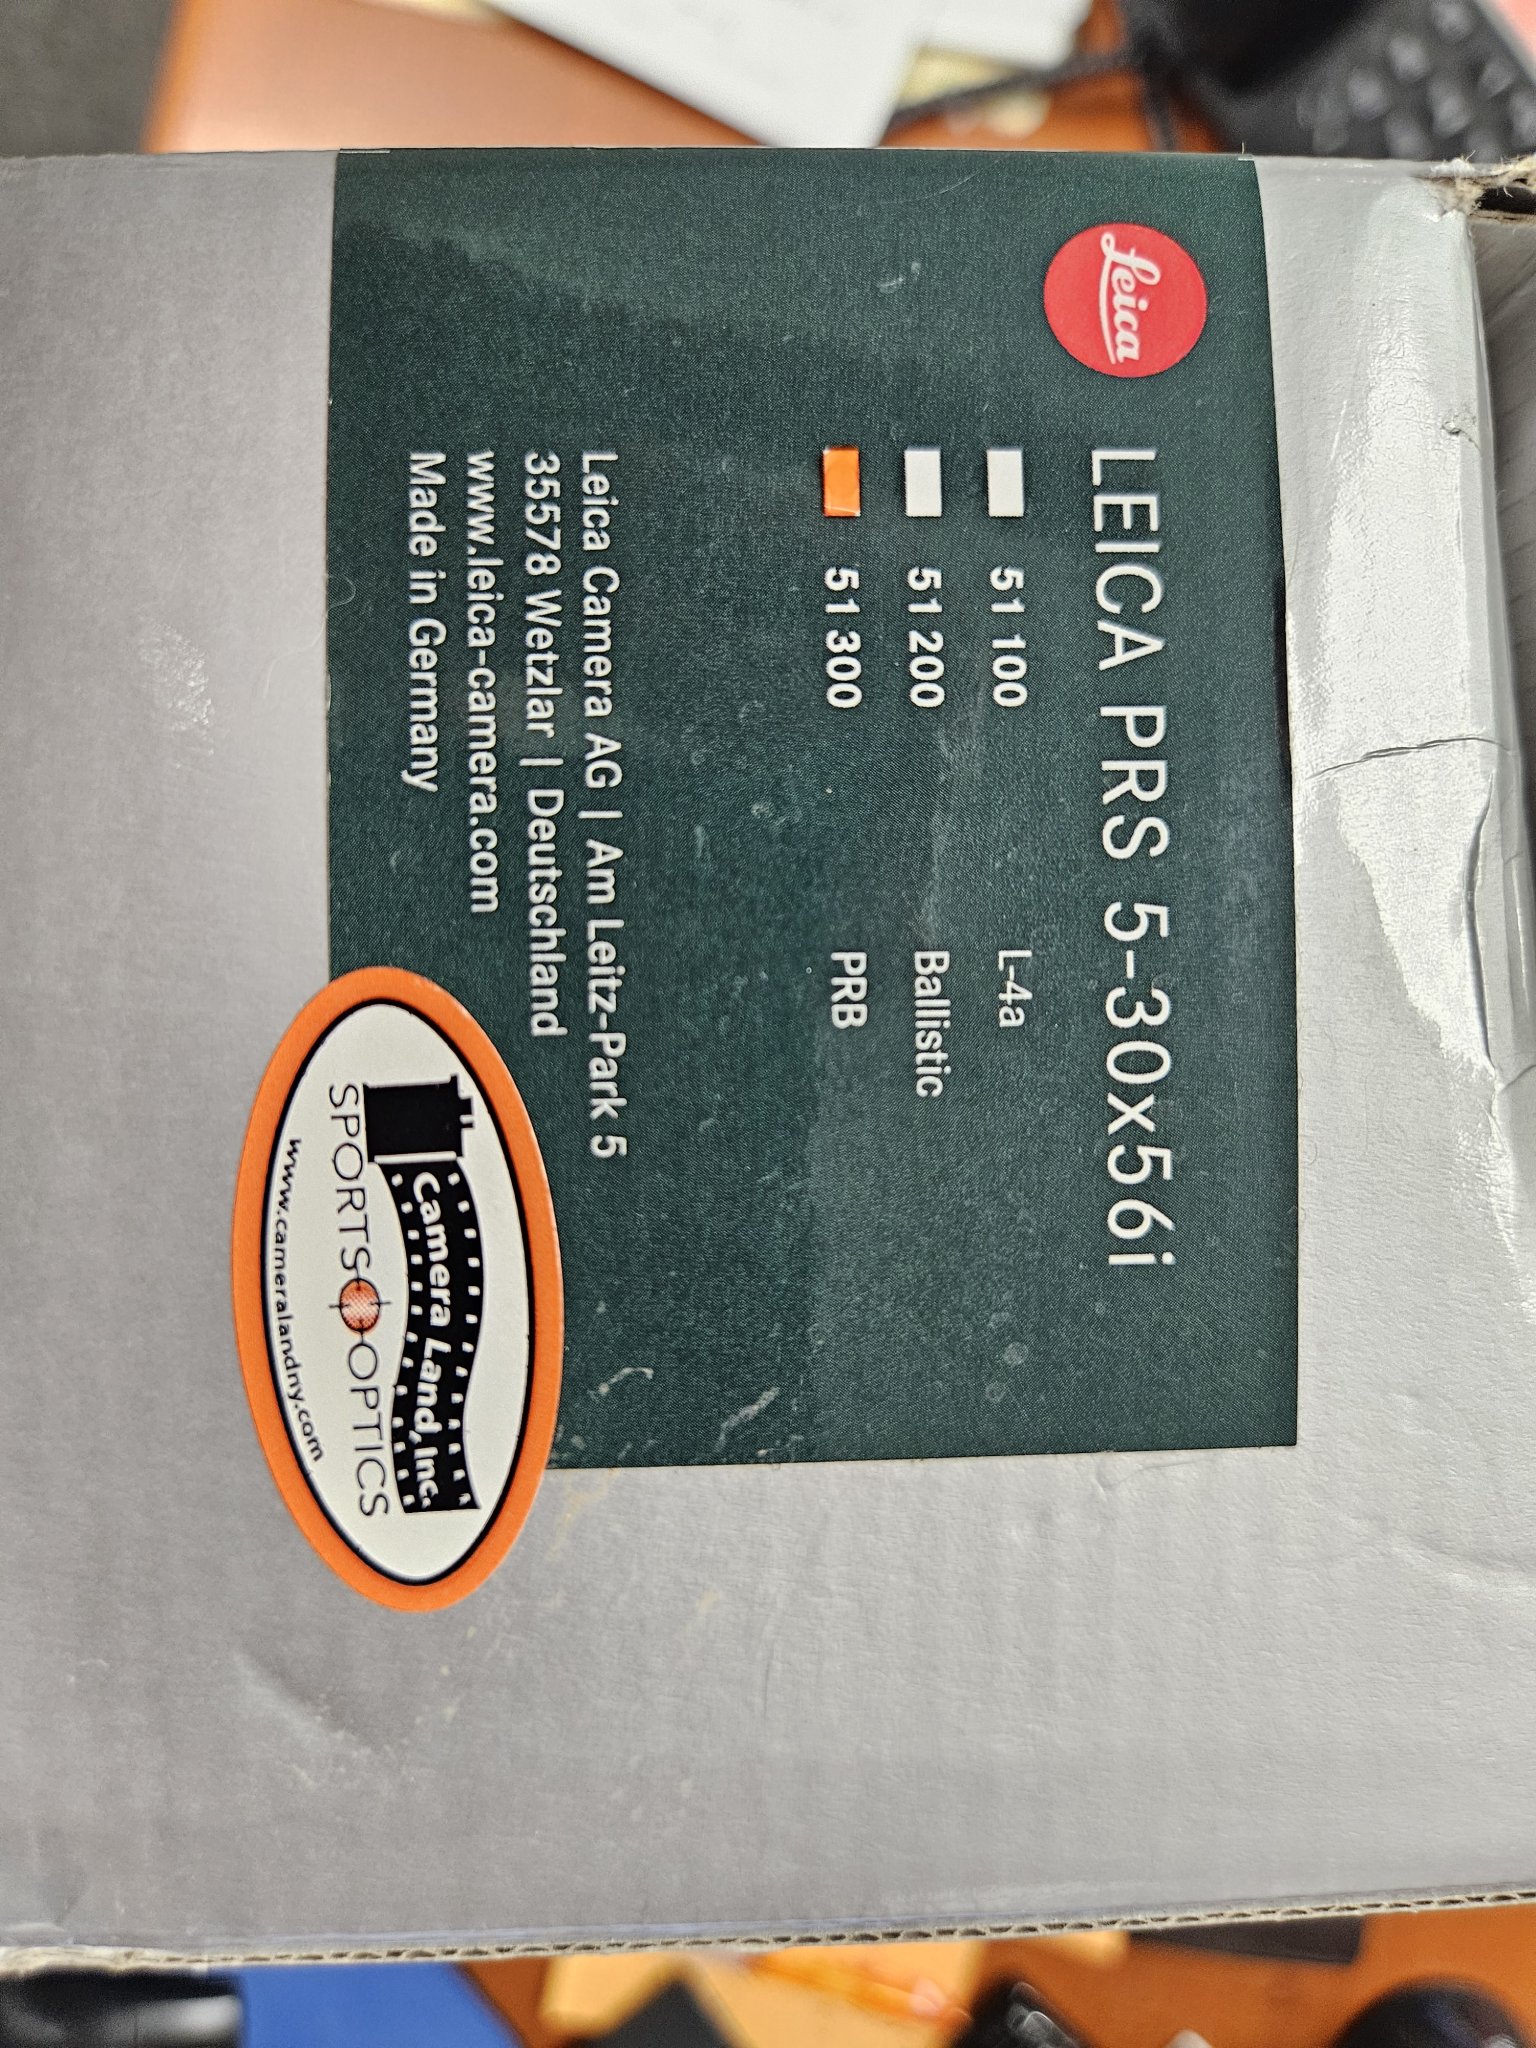 Leica
LEICA PRS 5-30x56i
51 100 L-4a
51 200 Ballistic
51 300 PRB
Leica Camera AG | Am Leitz-Park 5
35578 Wetzlar | Deutschland
www.leica-camera.com
Made in Germany
Camera Land, Inc.
SPORTS OPTICS
www.cameralandny.com